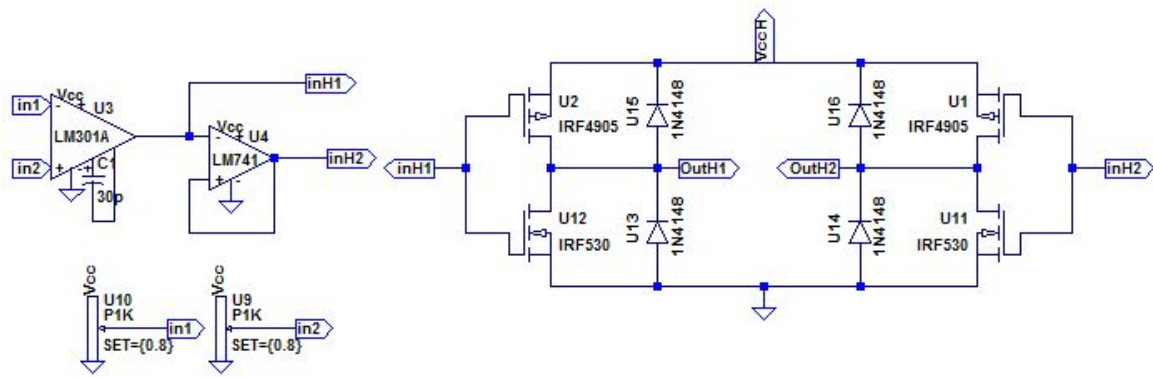 Vcc
U3
in1
-
+
LM301A
in2
+
-
+
C1
30p
inH1
Vcc
-
+
U4
LM741
+
-
inH2
Vcc
U10
P1K
in1
SET={0.8}
Vcc
U9
P1K
in2
SET={0.8}
VccH
U2
IRF4905
U15
1N4148
U16
1N4148
U1
IRF4905
inH1
OutH1
OutH2
inH2
U12
IRF530
U13
1N4148
U14
1N4148
U11
IRF530